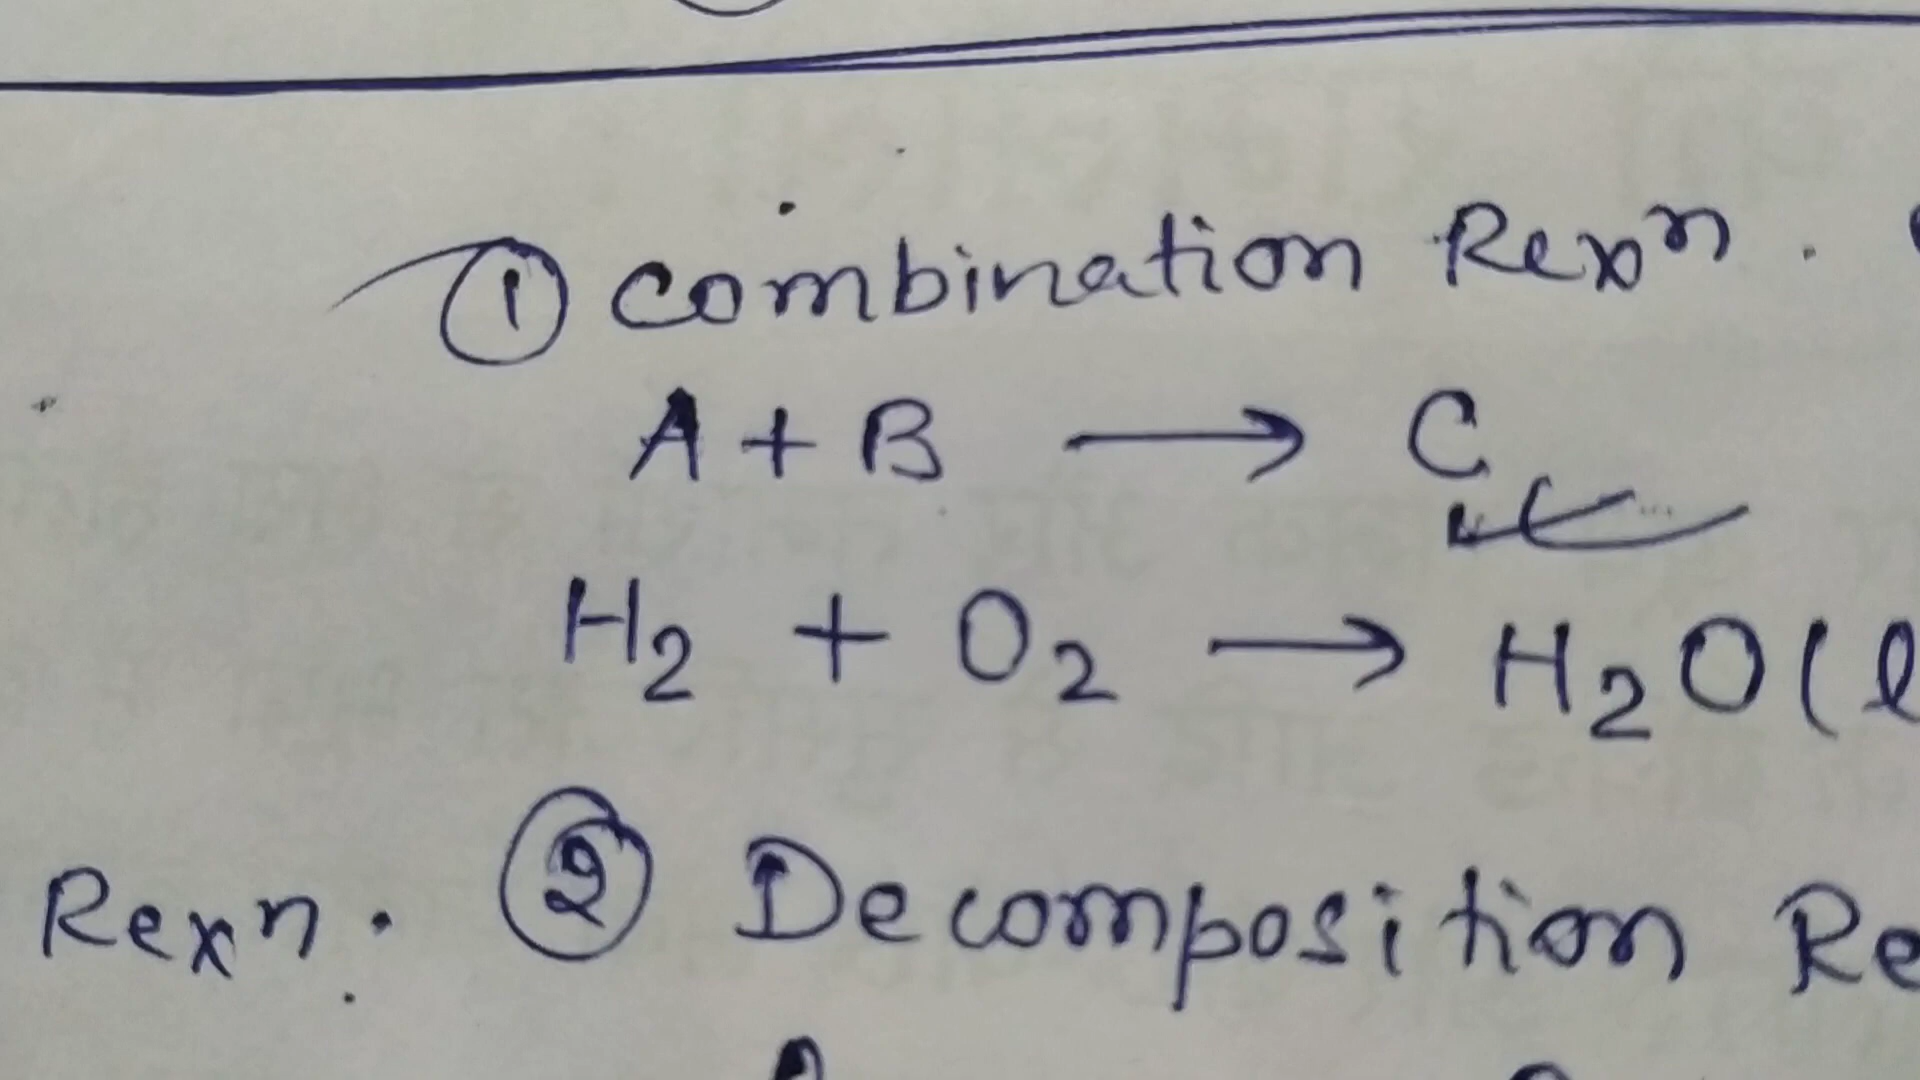 ① Combination Rexn.
A + B → C
H₂ + O₂ → H₂O(l
Rexn. ② Decomposition Re